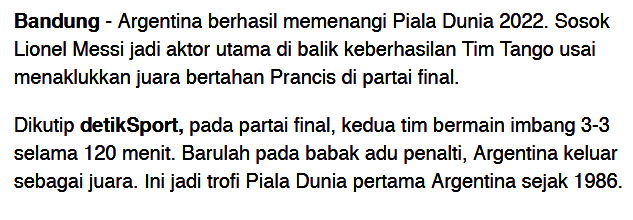 Bandung - Argentina berhasil memenangi Piala Dunia 2022. Sosok
Lionel Messi jadi aktor utama di balik keberhasilan Tim Tango usai
menaklukkan juara bertahan Prancis di partai final.
Dikutip detikSport, pada partai final, kedua tim bermain imbang 3-3
selama 120 menit. Barulah pada babak adu penalti, Argentina keluar
sebagai juara. Ini jadi trofi Piala Dunia pertama Argentina sejak 1986.